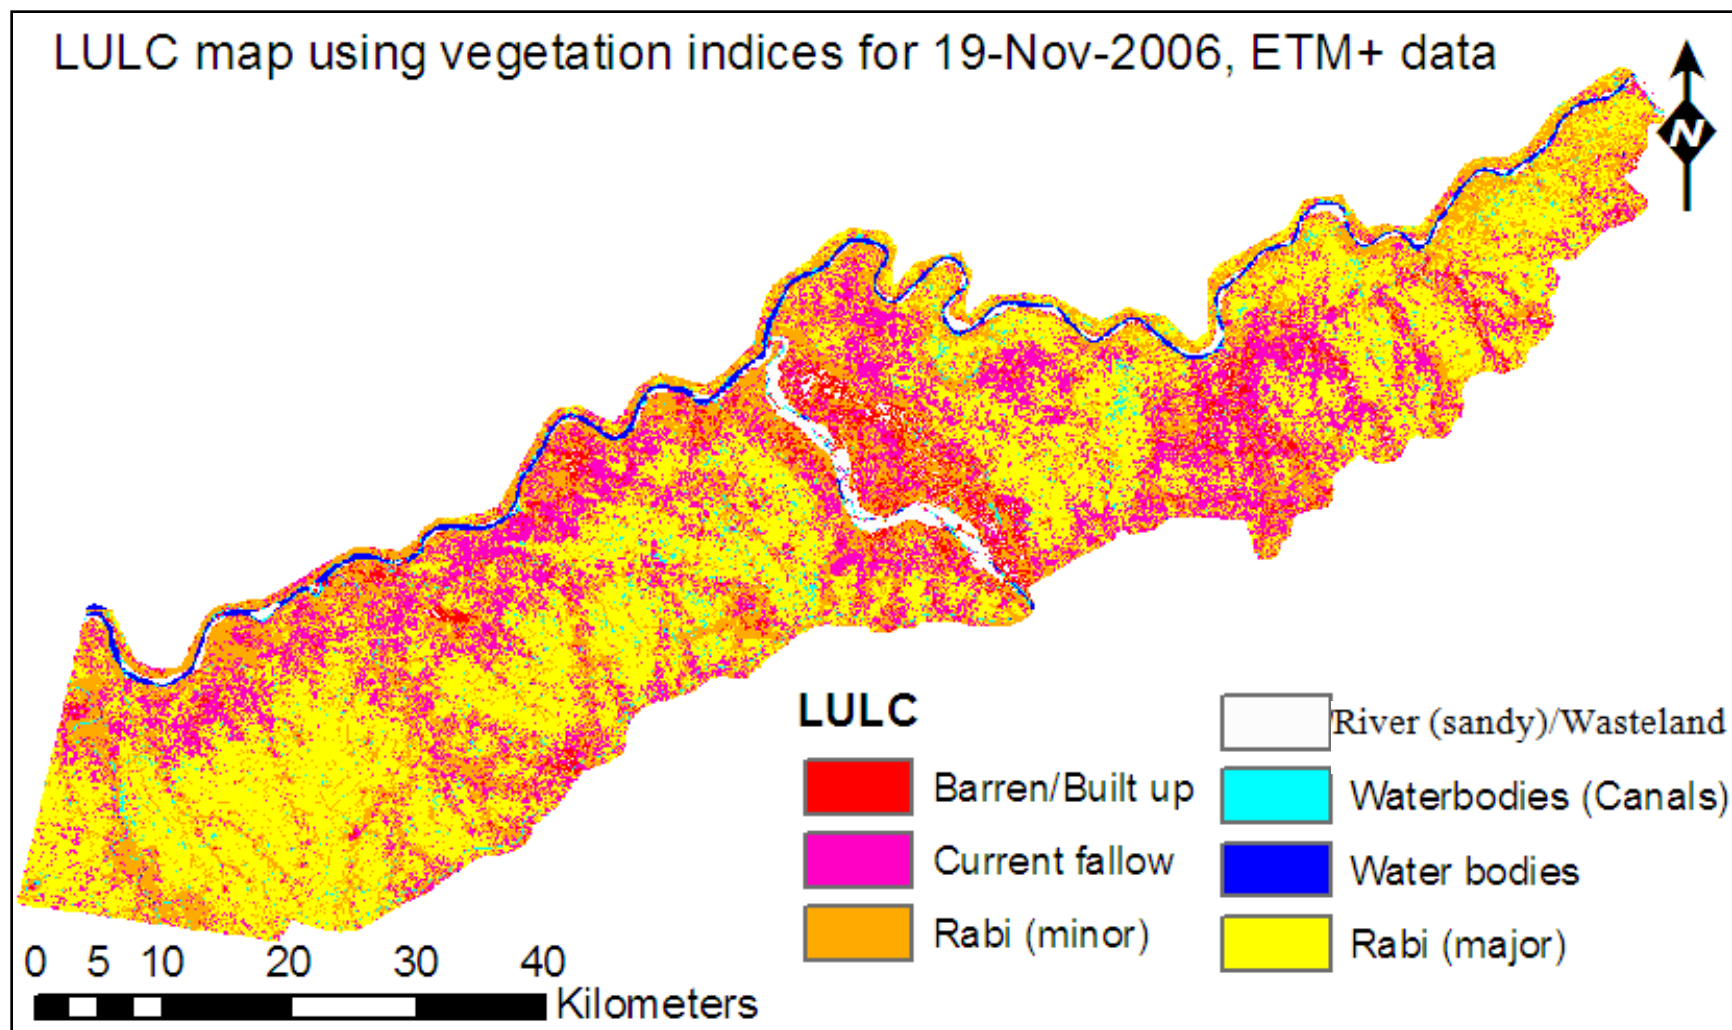 LULC map using vegetation indices for 19-Nov-2006, ETM+ data
N
LULC
Barren/Built up
Current fallow
Rabi (minor)
/River (sandy)/Wasteland
Waterbodies (Canals)
Water bodies
Rabi (major)
0 5 10 20 30 40
Kilometers